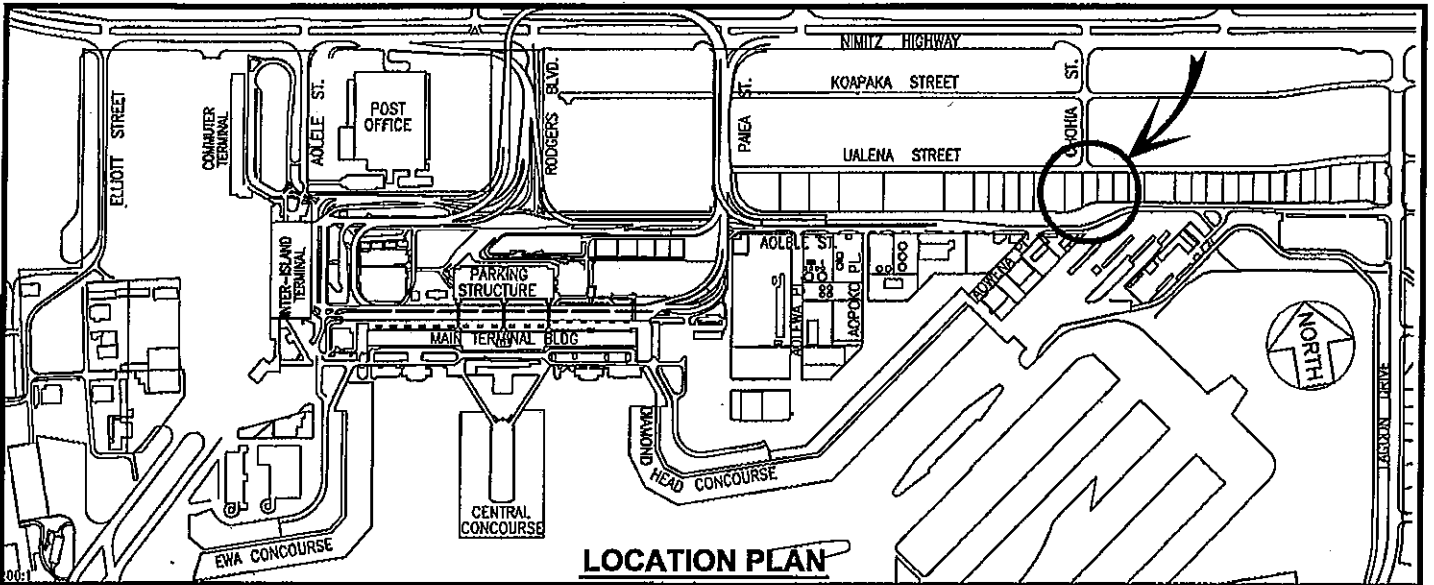 NIMITZ HIGHWAY
KOAPAKA STREET
UALENA STREET
ELLIOTT STREET
COMMUTER
TERMINAL
AOLELE ST.
POST
OFFICE
RODGERS BLVD.
PAIEA ST.
OHOHIA ST.
INTER-ISLAND
TERMINAL
PARKING
STRUCTURE
MAIN TERMINAL BLDG
AOLELE ST.
AOLEWA PL.
IAOPOKO PL.
AUMENA PL.
NORTH
LAGOON DRIVE
DIAMOND
HEAD CONCOURSE
CENTRAL
CONCOURSE
EWA CONCOURSE
LOCATION PLAN